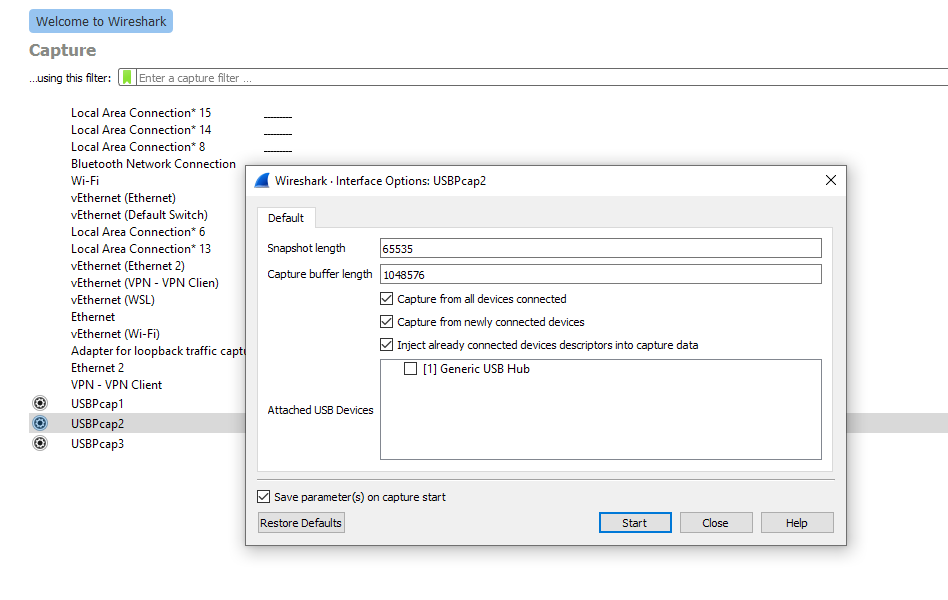 Welcome to Wireshark
Capture
...using this filter: Enter a capture filter ...
Local Area Connection* 15
Local Area Connection* 14
Local Area Connection* 8
Bluetooth Network Connection
Wi-Fi
vEthernet (Ethernet)
vEthernet (Default Switch)
Local Area Connection* 6
Local Area Connection* 13
vEthernet (Ethernet 2)
vEthernet (VPN - VPN Clien)
vEthernet (WSL)
Ethernet
vEthernet (Wi-Fi)
Adapter for loopback traffic captu
Ethernet 2
VPN - VPN Client
USBPcap1
USBPcap2
USBPcap3
Wireshark · Interface Options: USBPcap2
Default
Snapshot length 65535
Capture buffer length 1048576
Capture from all devices connected
Capture from newly connected devices
Inject already connected devices descriptors into capture data
[1] Generic USB Hub
Attached USB Devices
Save parameter(s) on capture start
Restore Defaults Start Close Help